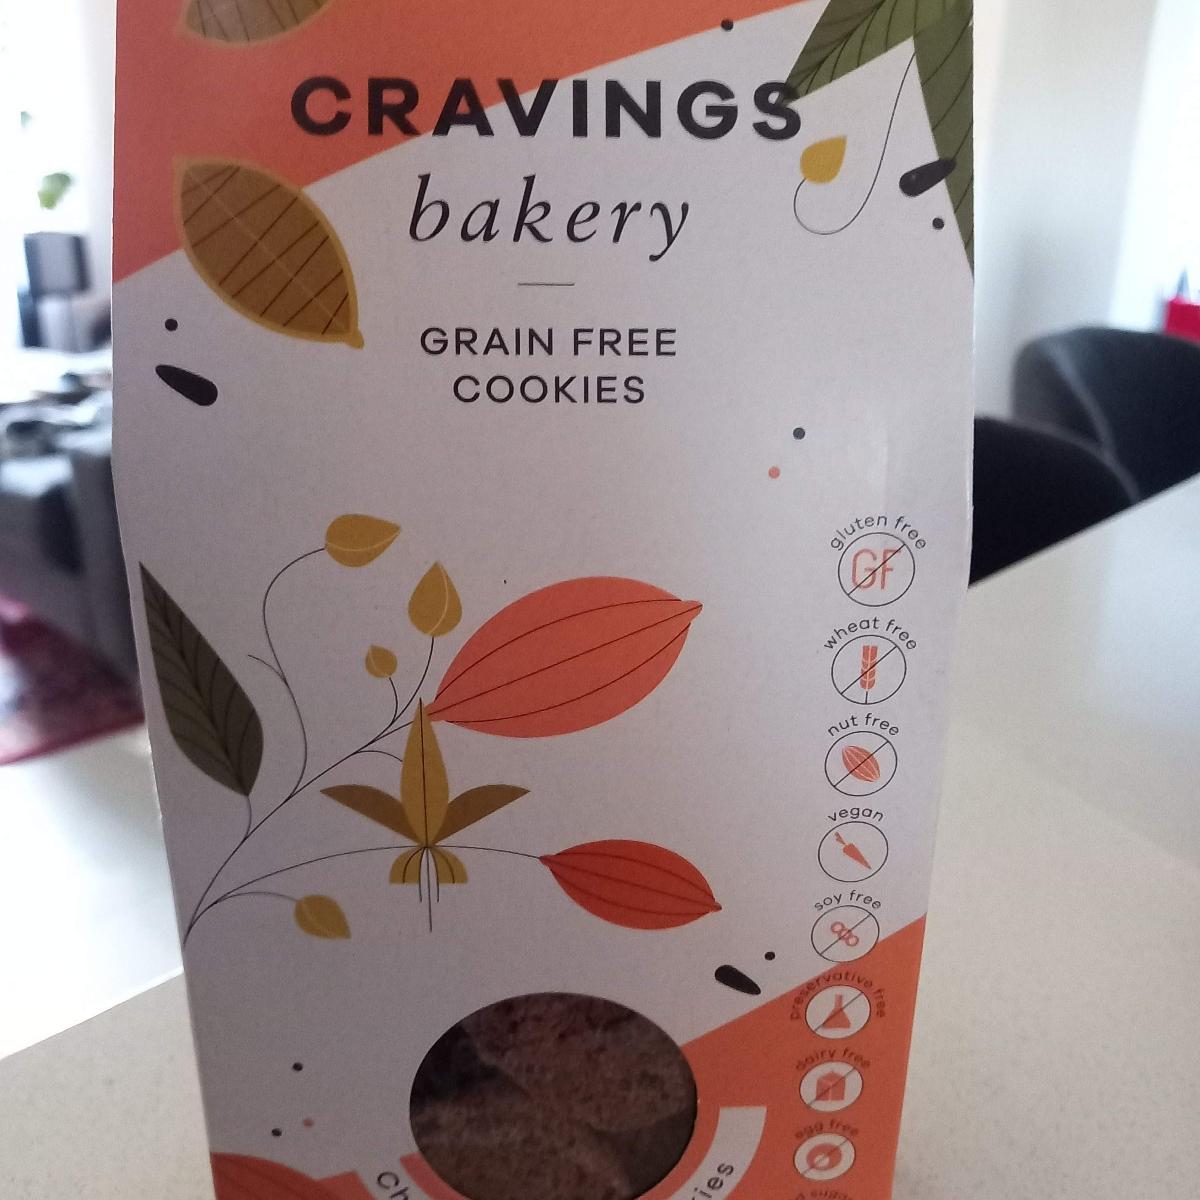 CRAVINGS
bakery
GRAIN FREE
COOKIES
gluten free
GF
wheat free
nut free
vegan
soy free
preservative free
dairy free
egg free